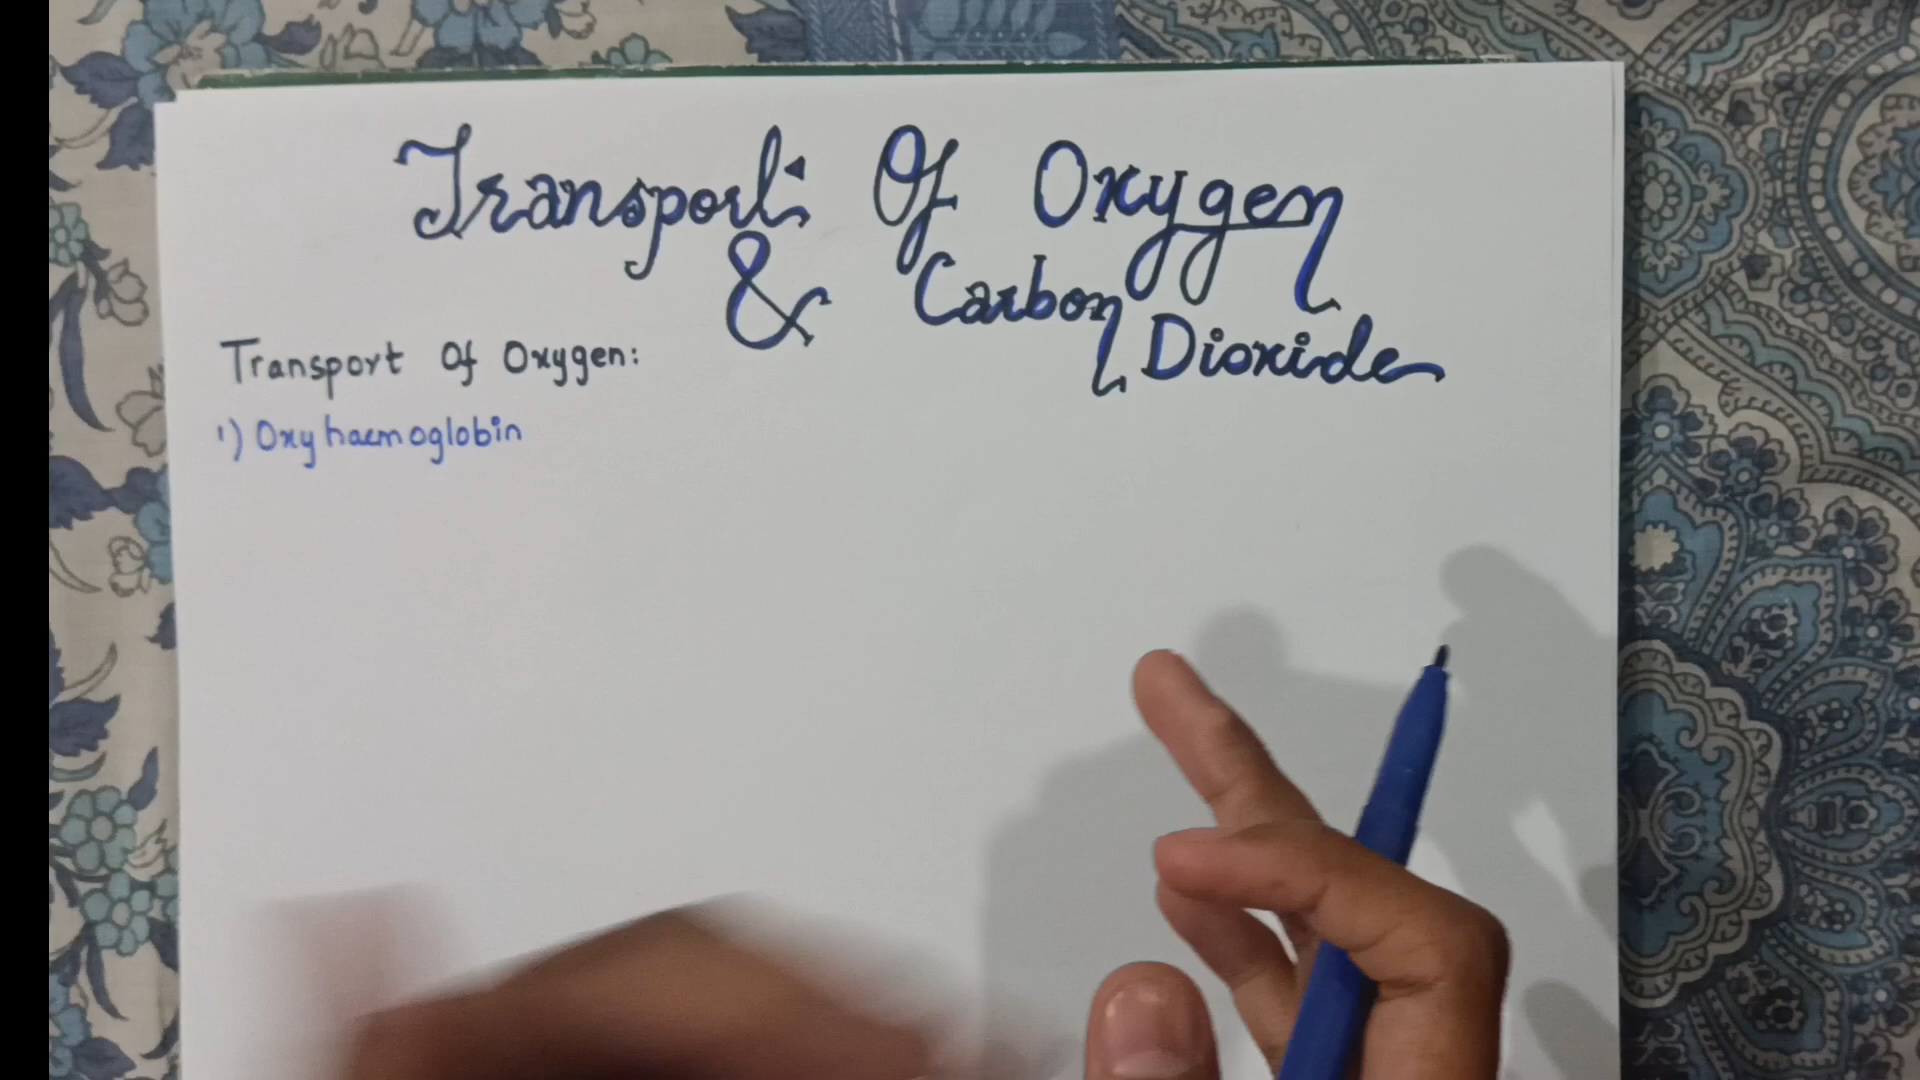 Transport Of Oxygen
& Carbon
Dioxide
Transport Of Oxygen:
1) Oxyhaemoglobin